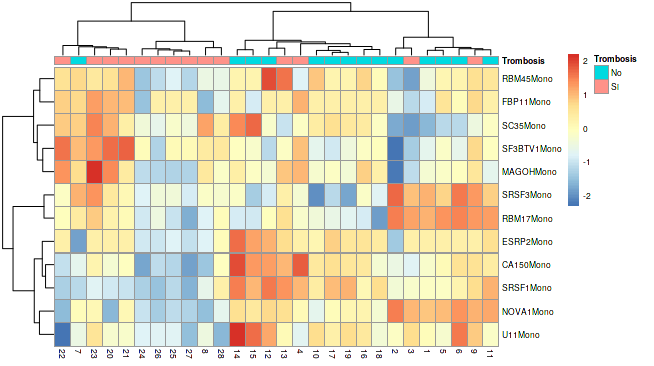 Trombosis
RBM45Mono
FBP11Mono
SC35Mono
SF3BTV1Mono
MAGOHMono
SRSF3Mono
RBM17Mono
ESRP2Mono
CA150Mono
SRSF1Mono
NOVA1Mono
U11Mono
22 7 23 20 21 24 26 25 27 8 28 14 15 12 13 4 10 17 19 16 18 2 3 1 5 6 9 11
2
1
0
-1
-2
Trombosis
No
SI